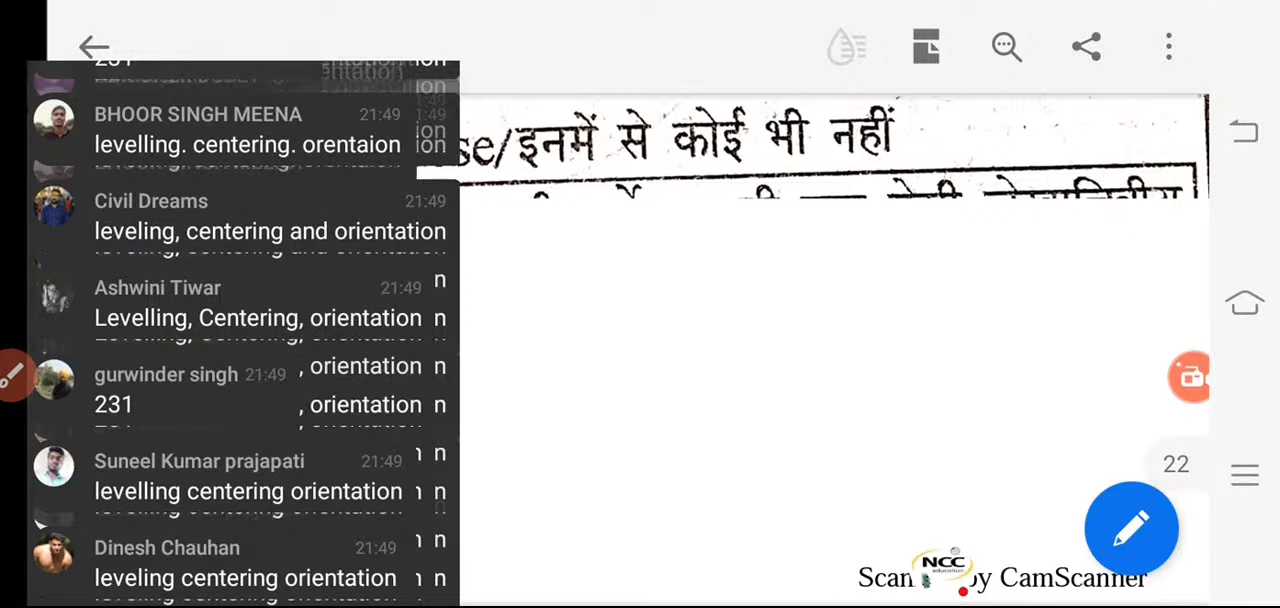 BHOOR SINGH MEENA 21:49
levelling. centering. orentaion
se/इनमें से कोई भी नहीं
Civil Dreams 21:49
leveling, centering and orientation
Ashwini Tiwar 21:49 n
Levelling, Centering, orientation n
, orientation n
gurwinder singh 21:49
231 , orientation n
Suneel Kumar prajapati 21:49 n
levelling centering orientation n
22
Dinesh Chauhan 21:49 n
leveling centering orientation n
NCC
education
Scan by CamScanner